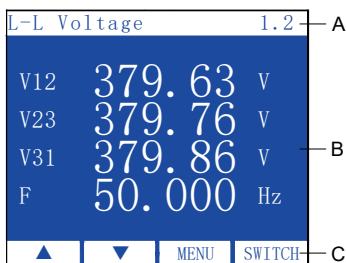 L-L Voltage 1.2 A
V12 379.63 V
V23 379.76 V
V31 379.86 V
B
F 50.000 Hz
▲ ▼ MENU SWITCH C